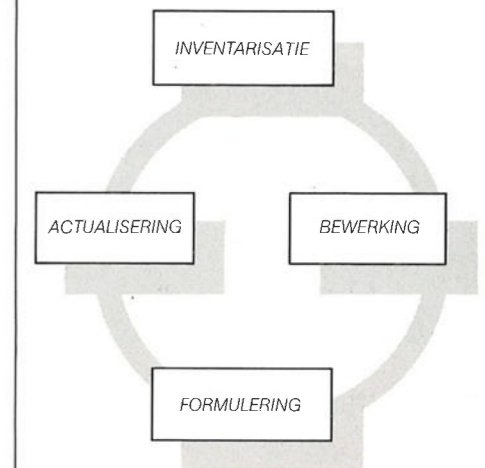 INVENTARISATIE
ACTUALISERING
BEWERKING
FORMULERING